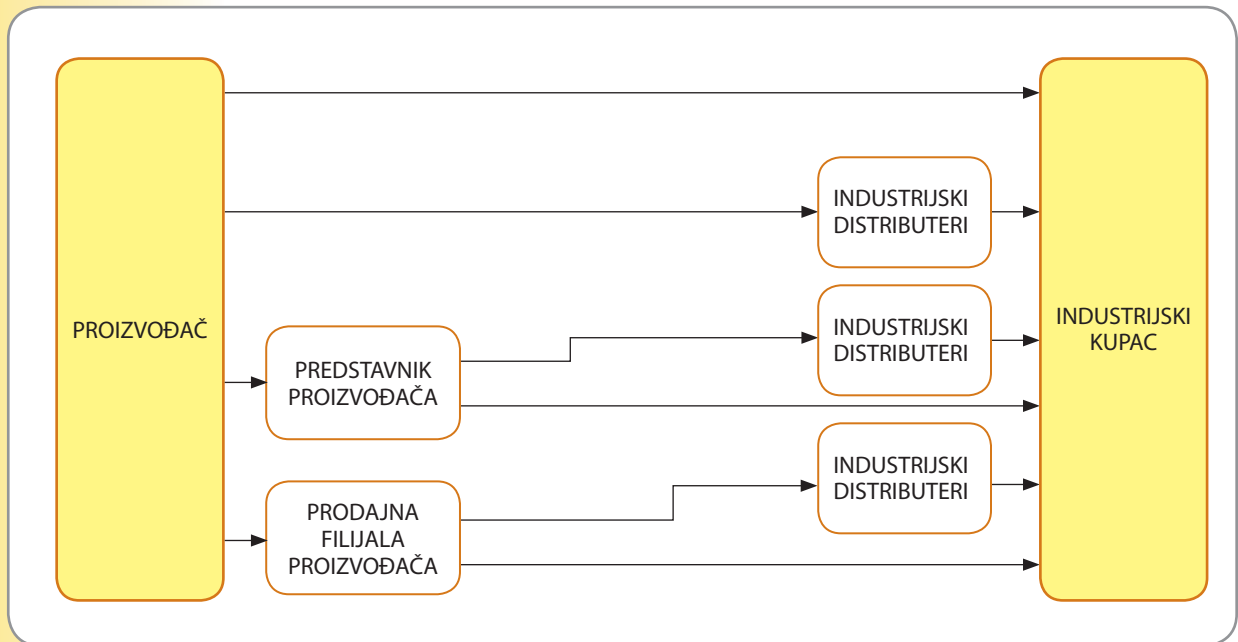 PROIZVOĐAČ
PREDSTAVNIK
PROIZVOĐAČA
PRODAJNA
FILIJALA
PROIZVOĐAČA
INDUSTRIJSKI
DISTRIBUTERI
INDUSTRIJSKI
DISTRIBUTERI
INDUSTRIJSKI
DISTRIBUTERI
INDUSTRIJSKI
KUPAC